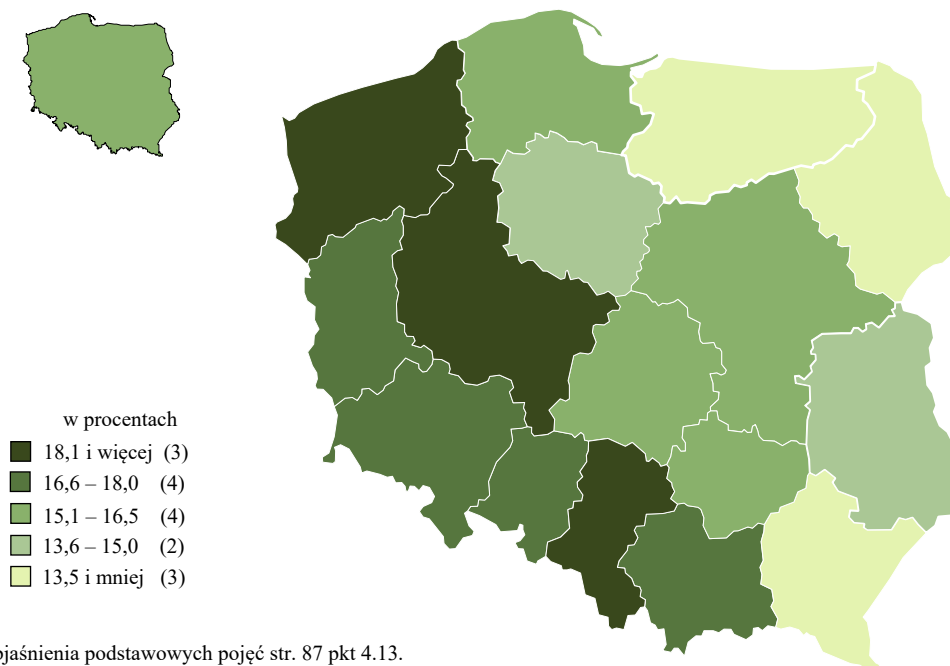 w procentach
18,1 i więcej (3)
16,6 – 18,0 (4)
15,1 – 16,5 (4)
13,6 – 15,0 (2)
13,5 i mniej (3)
podstawowych pojęć str. 87 pkt 4.13.